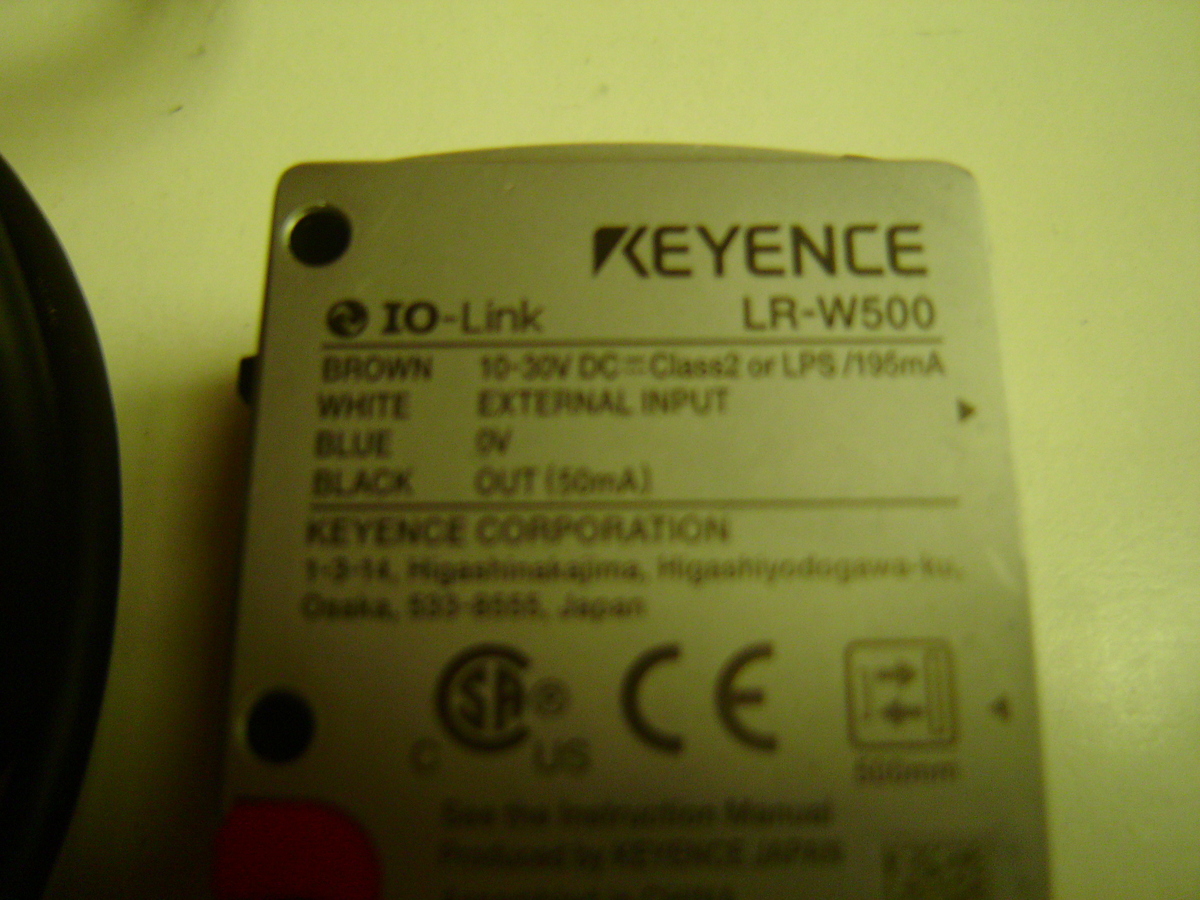 KEYENCE
IO-Link LR-W500
BROWN 10-30V DC⎓Class2 or LPS /195mA
WHITE EXTERNAL INPUT
BLUE 0V
BLACK OUT (50mA)
KEYENCE CORPORATION
1-3-14, Higashinakajima, Higashiyodogawa-ku,
Osaka, 533-8555, Japan
C SA ® US CE
500mm
See the Instruction Manual
Produced by KEYENCE JAPAN